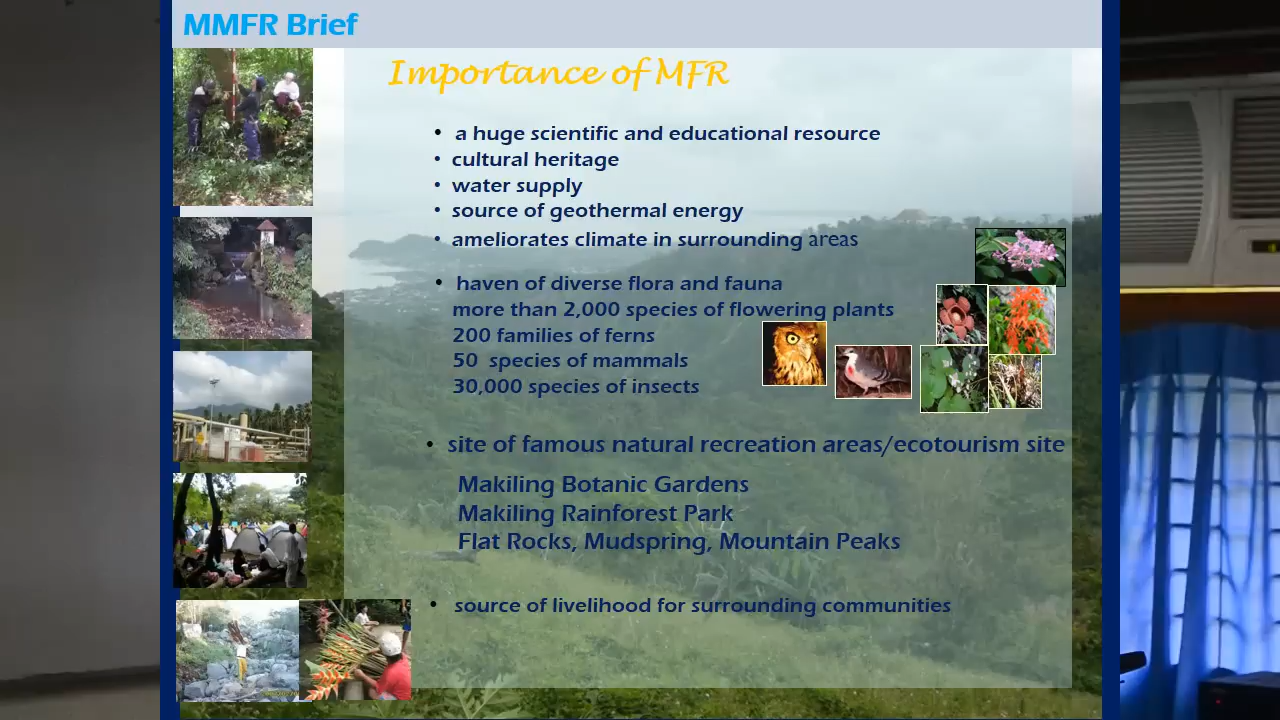 MMFR Brief
Importance of MFR
• a huge scientific and educational resource
• cultural heritage
• water supply
• source of geothermal energy
• ameliorates climate in surrounding areas
• haven of diverse flora and fauna
more than 2,000 species of flowering plants
200 families of ferns
50 species of mammals
30,000 species of insects
• site of famous natural recreation areas/ecotourism site
Makiling Botanic Gardens
Makiling Rainforest Park
Flat Rocks, Mudspring, Mountain Peaks
• source of livelihood for surrounding communities